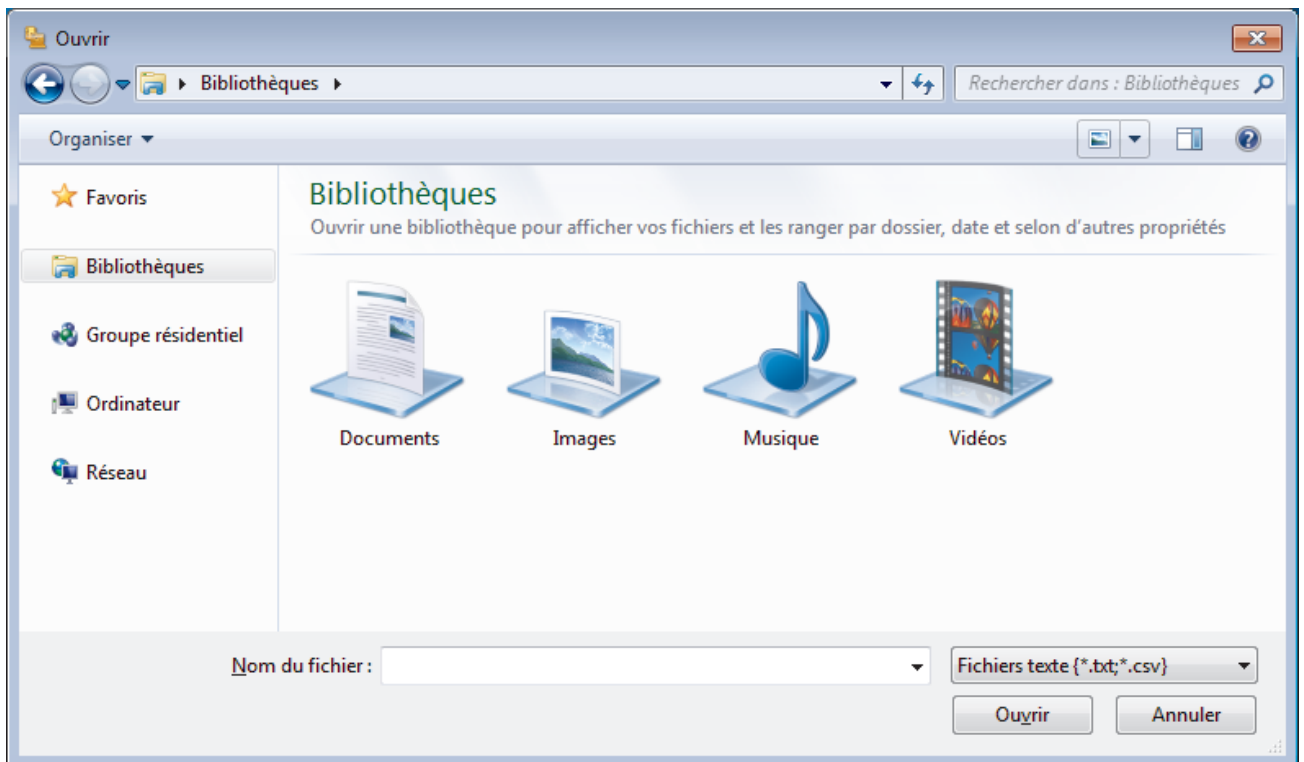 Ouvrir
Bibliothèques
Rechercher dans : Bibliothèques
Organiser
Favoris
Bibliothèques
Groupe résidentiel
Ordinateur
Réseau
Bibliothèques
Ouvrir une bibliothèque pour afficher vos fichiers et les ranger par dossier, date et selon d'autres propriétés
Documents Images Musique Vidéos
Nom du fichier : Fichiers texte {*.txt;*.csv}
Ouvrir Annuler